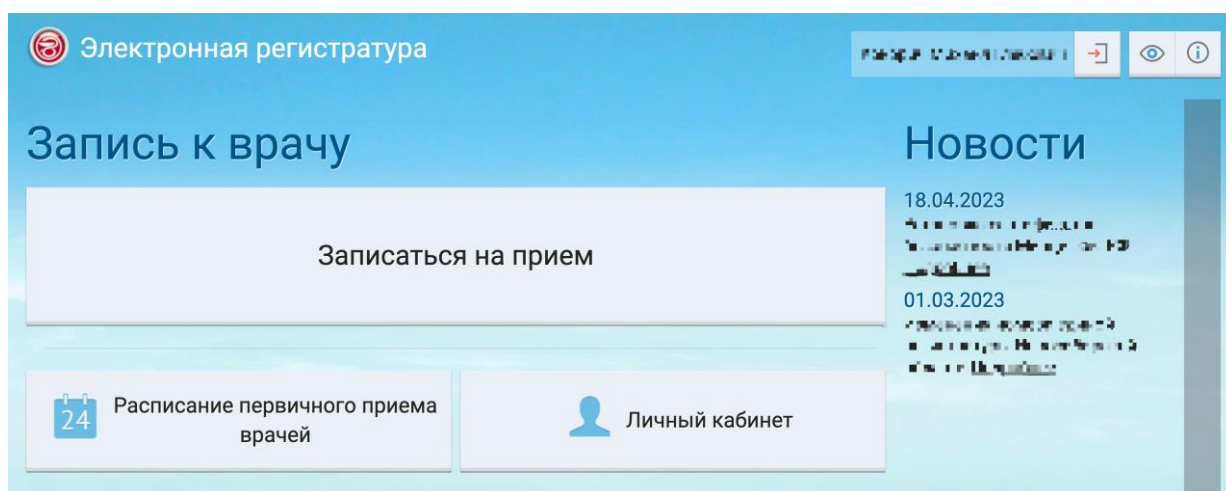 Электронная регистратура
Запись к врачу
Записаться на прием
24
Расписание первичного приема
врачей
Личный кабинет
Новости
18.04.2023
01.03.2023